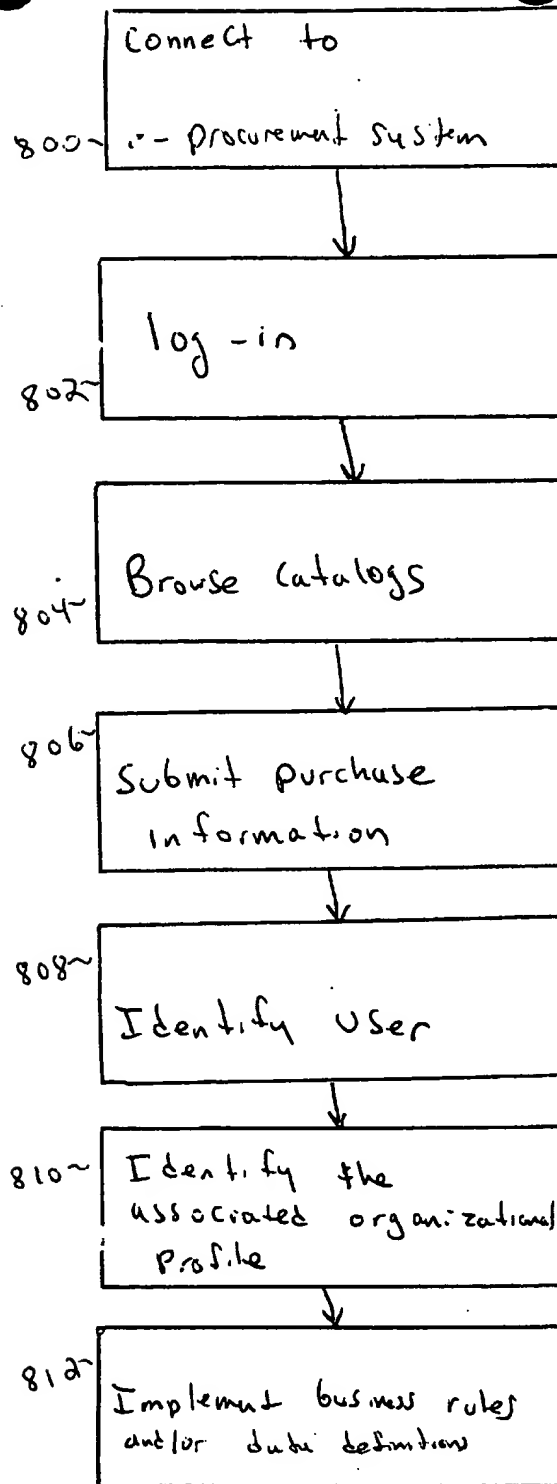 Connect to
800~ procurement system
log-in
802~
Browse Catalogs
804~
806~
Submit purchase
information
808~
Identify user
810~ Identify the
associated organizational
Profile
812~
Implement business rules
and/or data definitions